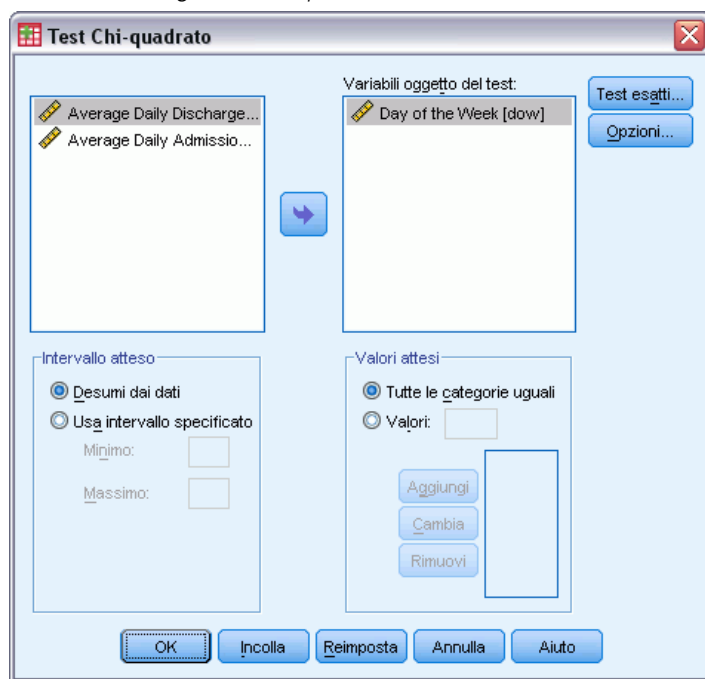 Test Chi-quadrato
Variabili oggetto del test:
Average Daily Discharge...
Average Daily Admissio...
Day of the Week [dow]
Test esatti...
Opzioni...
Intervallo atteso
Desumi dai dati
Usa intervallo specificato
Minimo:
Massimo:
Valori attesi
Tutte le categorie uguali
Valori:
Aggiungi
Cambia
Rimuovi
OK
Incolla
Reimposta
Annulla
Aiuto